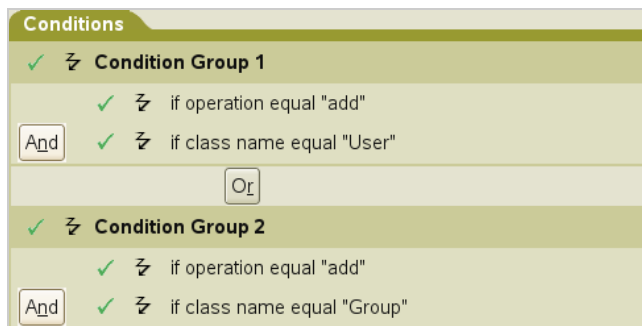 Conditions
Condition Group 1
if operation equal "add"
And if class name equal "User"
Or
Condition Group 2
if operation equal "add"
And if class name equal "Group"